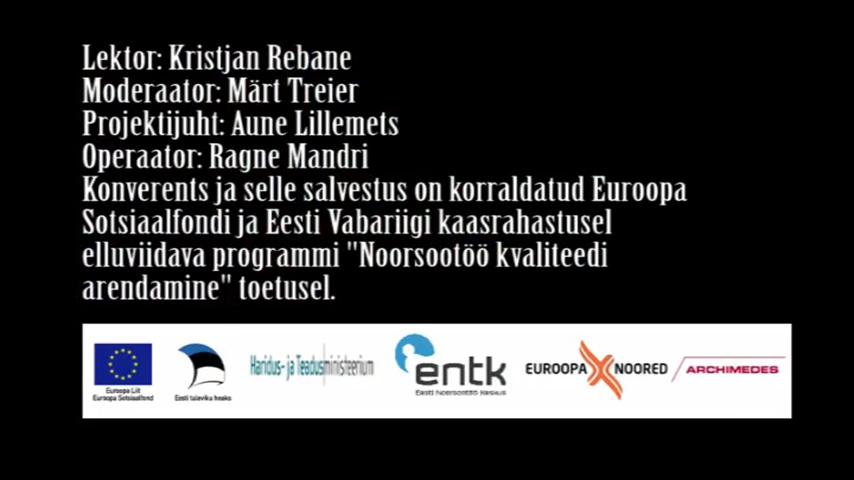 Lektor: Kristjan Rebane
Moderaator: Märt Treier
Projektijuht: Aune Lillemets
Operaator: Ragne Mandri
Konverents ja selle salvestus on korraldatud Euroopa
Sotsiaalfondi ja Eesti Vabariigi kaasrahastusel
elluviidava programmi "Noorsootöö kvaliteedi
arendamine" toetusel.
Euroopa Liit
Euroopa Sotsiaalfond
Eesti tuleviku heaks
Haridus- ja Teadusministeerium
entk
Eesti Noorsootöö Keskus
EUROOPA NOORED
ARCHIMEDES